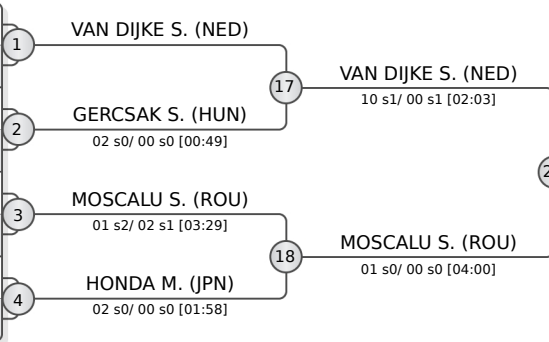 VAN DIJKE S. (NED)
1
17
VAN DIJKE S. (NED)
10 s1/ 00 s1 [02:03]
GERCSAK S. (HUN)
2
02 s0/ 00 s0 [00:49]
MOSCALU S. (ROU)
3
01 s2/ 02 s1 [03:29]
18
MOSCALU S. (ROU)
01 s0/ 00 s0 [04:00]
HONDA M. (JPN)
4
02 s0/ 00 s0 [01:58]